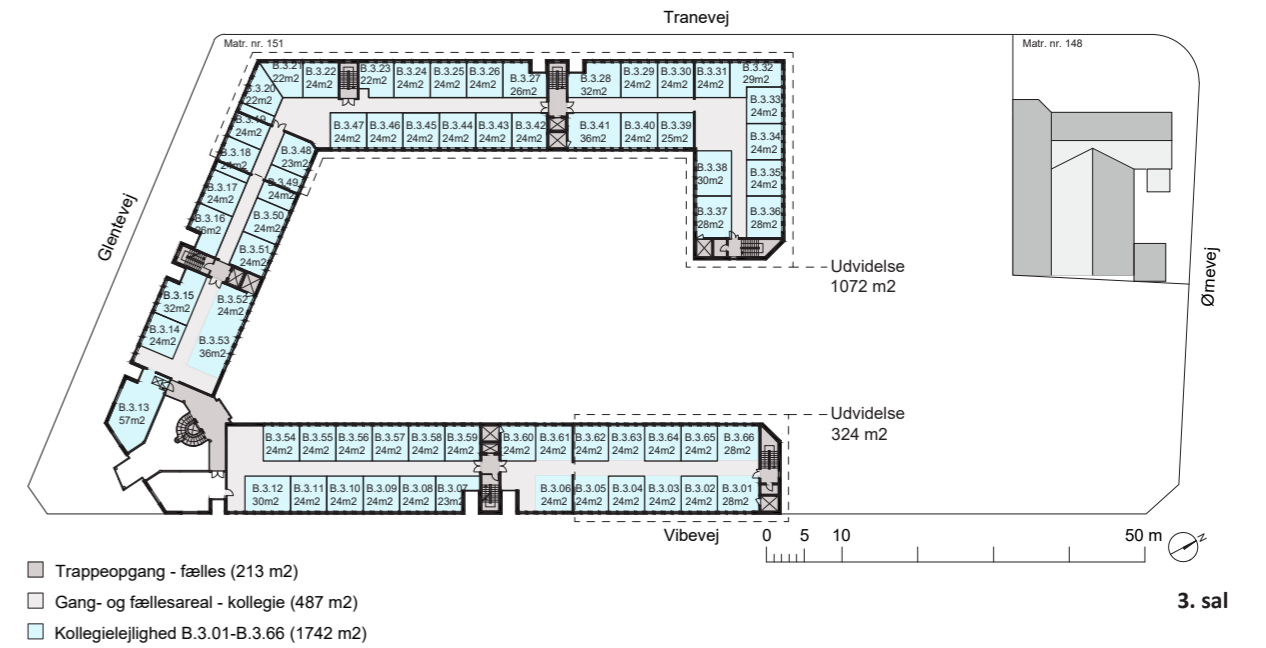 Tranevej
Matr. nr. 151
Matr. nr. 148
B.3.21
22m2
B.3.22
24m2
B.3.23
22m2
B.3.24
24m2
B.3.25
24m2
B.3.26
24m2
B.3.27
26m2
B.3.28
32m2
B.3.29
24m2
B.3.30
24m2
B.3.31
24m2
B.3.32
29m2
B.3.20
22m2
B.3.19
24m2
B.3.18
24m2
B.3.17
24m2
B.3.16
26m2
B.3.47
24m2
B.3.46
24m2
B.3.45
24m2
B.3.44
24m2
B.3.43
24m2
B.3.42
24m2
B.3.41
36m2
B.3.40
24m2
B.3.39
25m2
B.3.33
24m2
B.3.34
24m2
B.3.35
24m2
B.3.36
28m2
B.3.38
30m2
B.3.37
28m2
B.3.48
23m2
B.3.49
24m2
B.3.50
24m2
B.3.51
24m2
B.3.52
24m2
B.3.53
36m2
B.3.15
32m2
B.3.14
24m2
B.3.13
57m2
Glentevej
Ørnevej
Udvidelse
1072 m2
Udvidelse
324 m2
B.3.54
24m2
B.3.55
24m2
B.3.56
24m2
B.3.57
24m2
B.3.58
24m2
B.3.59
24m2
B.3.60
24m2
B.3.61
24m2
B.3.62
24m2
B.3.63
24m2
B.3.64
24m2
B.3.65
24m2
B.3.66
28m2
B.3.12
30m2
B.3.11
24m2
B.3.10
24m2
B.3.09
24m2
B.3.08
24m2
B.3.07
23m2
B.3.06
24m2
B.3.05
24m2
B.3.04
24m2
B.3.03
24m2
B.3.02
24m2
B.3.01
28m2
Vibevej
0 5 10 50 m
N
Trappeopgang - fælles (213 m2)
Gang- og fællesareal - kollegie (487 m2)
Kollegielejlighed B.3.01-B.3.66 (1742 m2)
3. sal